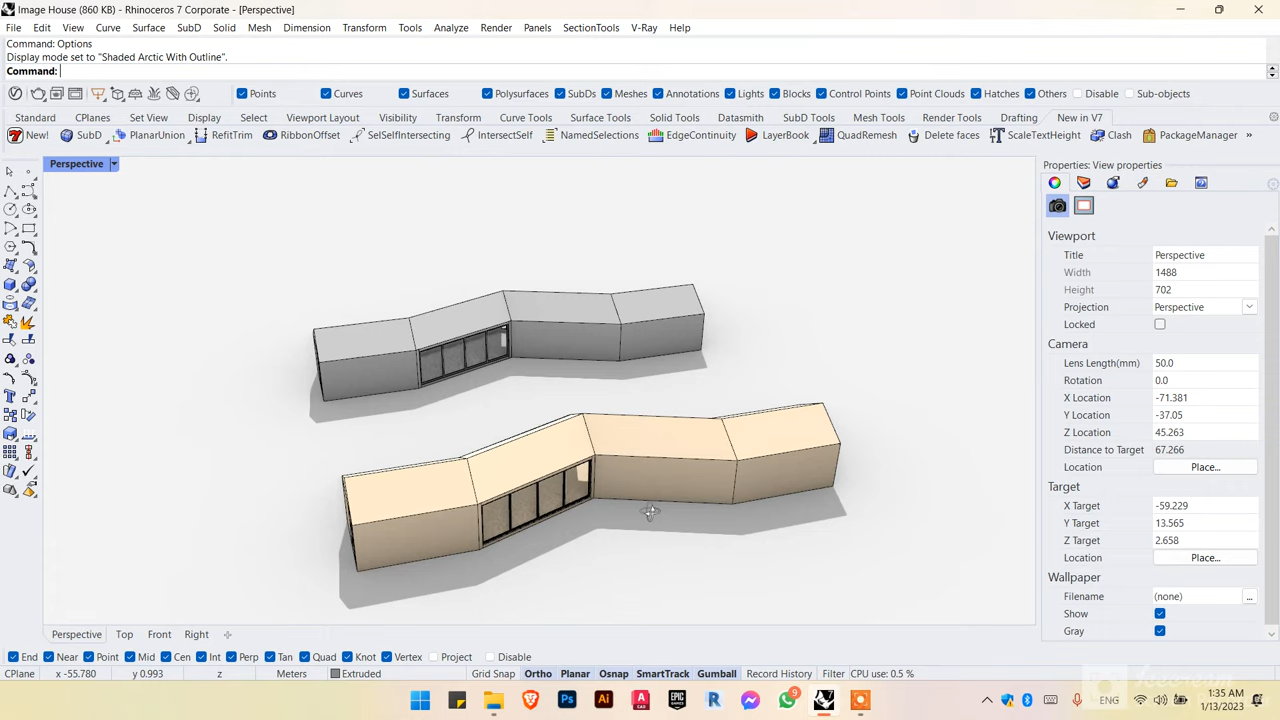 Image House (860 KB) - Rhinoceros 7 Corporate - [Perspective]
File Edit View Curve Surface SubD Solid Mesh Dimension Transform Tools Analyze Render Panels SectionTools V-Ray Help
Command: Options
Display mode set to "Shaded Arctic With Outline".
Command:
Points Curves Surfaces Polysurfaces SubDs Meshes Annotations Lights Blocks Control Points Point Clouds Hatches Others Disable Sub-objects
Standard CPlanes Set View Display Select Viewport Layout Visibility Transform Curve Tools Surface Tools Solid Tools Datasmith SubD Tools Mesh Tools Render Tools Drafting New in V7
New! SubD PlanarUnion RefitTrim RibbonOffset SelSelfIntersecting IntersectSelf NamedSelections EdgeContinuity LayerBook QuadRemesh Delete faces ScaleTextHeight Clash PackageManager »
Perspective
Properties: View properties
Viewport
Title Perspective
Width 1488
Height 702
Projection Perspective
Locked
Camera
Lens Length(mm) 50.0
Rotation 0.0
X Location -71.381
Y Location -37.05
Z Location 45.263
Distance to Target 67.266
Location Place...
Target
X Target -59.229
Y Target 13.565
Z Target 2.658
Location Place...
Wallpaper
Filename (none) ...
Show
Gray
Perspective Top Front Right
End Near Point Mid Cen Int Perp Tan Quad Knot Vertex Project Disable
CPlane x -55.780 y 0.993 z Meters Extruded Grid Snap Ortho Planar Osnap SmartTrack Gumball Record History Filter CPU use: 0.5 %
Ps Ai A CAD EPIC GAMES R 9 ENG 1:35 AM
1/13/2023